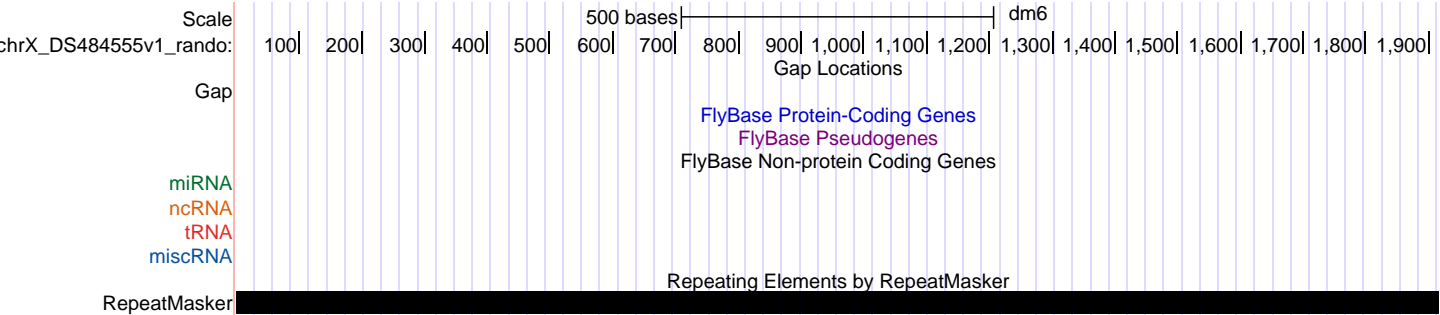 Scale 500 bases dm6
chrX_DS484555v1_rando: 100 200 300 400 500 600 700 800 900 1,000 1,100 1,200 1,300 1,400 1,500 1,600 1,700 1,800 1,900
Gap Locations
Gap
FlyBase Protein-Coding Genes
FlyBase Pseudogenes
FlyBase Non-protein Coding Genes
miRNA
ncRNA
tRNA
miscRNA
Repeating Elements by RepeatMasker
RepeatMasker